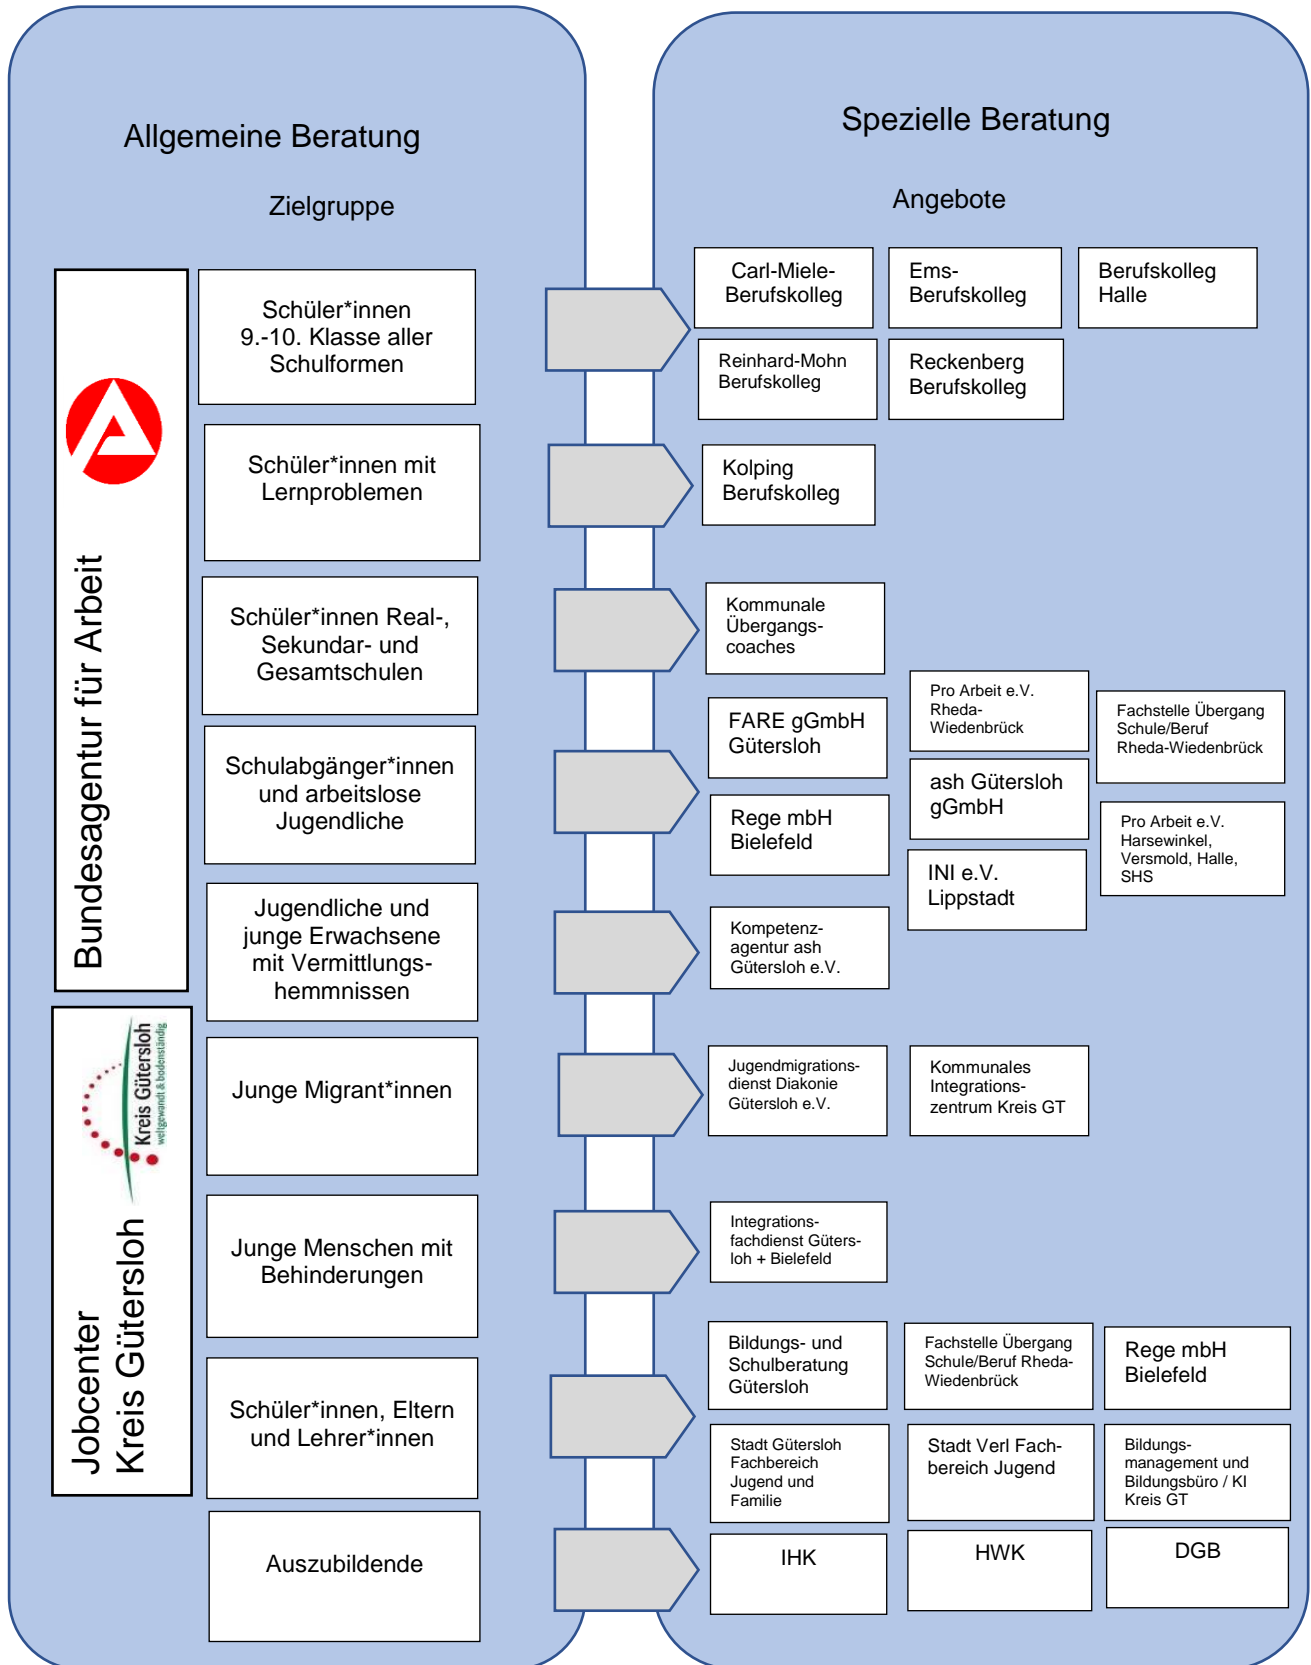 Allgemeine Beratung
Zielgruppe
Bundesagentur für Arbeit
Kreis Gütersloh
weltgewandt & bodenständig
Jobcenter
Kreis Gütersloh
Schüler*innen
9.-10. Klasse aller
Schulformen
Schüler*innen mit
Lernproblemen
Schüler*innen Real-,
Sekundar- und
Gesamtschulen
Schulabgänger*innen
und arbeitslose
Jugendliche
Jugendliche und
junge Erwachsene
mit Vermittlungs-
hemmnissen
Junge Migrant*innen
Junge Menschen mit
Behinderungen
Schüler*innen, Eltern
und Lehrer*innen
Auszubildende
Spezielle Beratung
Angebote
Carl-Miele-
Berufskolleg
Ems-
Berufskolleg
Berufskolleg
Halle
Reinhard-Mohn
Berufskolleg
Reckenberg
Berufskolleg
Kolping
Berufskolleg
Kommunale
Übergangs-
coaches
FARE gGmbH
Gütersloh
Pro Arbeit e.V.
Rheda-
Wiedenbrück
Fachstelle Übergang
Schule/Beruf
Rheda-Wiedenbrück
Rege mbH
Bielefeld
ash Gütersloh
gGmbH
Pro Arbeit e.V.
Harsewinkel,
Versmold, Halle,
SHS
INI e.V.
Lippstadt
Kompetenz-
agentur ash
Gütersloh e.V.
Jugendmigrations-
dienst Diakonie
Gütersloh e.V.
Kommunales
Integrations-
zentrum Kreis GT
Integrations-
fachdienst Güters-
loh + Bielefeld
Bildungs- und
Schulberatung
Gütersloh
Fachstelle Übergang
Schule/Beruf Rheda-
Wiedenbrück
Rege mbH
Bielefeld
Stadt Gütersloh
Fachbereich
Jugend und
Familie
Stadt Verl Fach-
bereich Jugend
Bildungs-
management und
Bildungsbüro / KI
Kreis GT
IHK
HWK
DGB